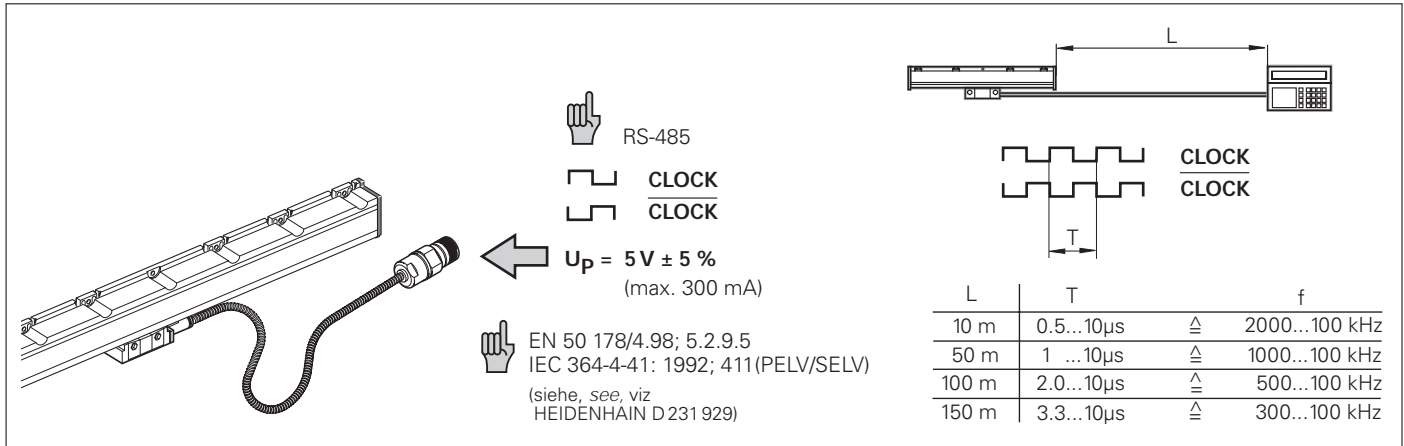 RS-485
CLOCK
CLOCK
UP = 5 V ± 5 %
(max. 300 mA)
EN 50 178/4.98; 5.2.9.5
IEC 364-4-41: 1992; 411(PELV/SELV)
(siehe, see, viz
HEIDENHAIN D 231 929)
L
CLOCK
CLOCK
T
L T f
10 m 0.5...10µs ≙ 2000...100 kHz
50 m 1 ...10µs ≙ 1000...100 kHz
100 m 2.0...10µs ≙ 500...100 kHz
150 m 3.3...10µs ≙ 300...100 kHz